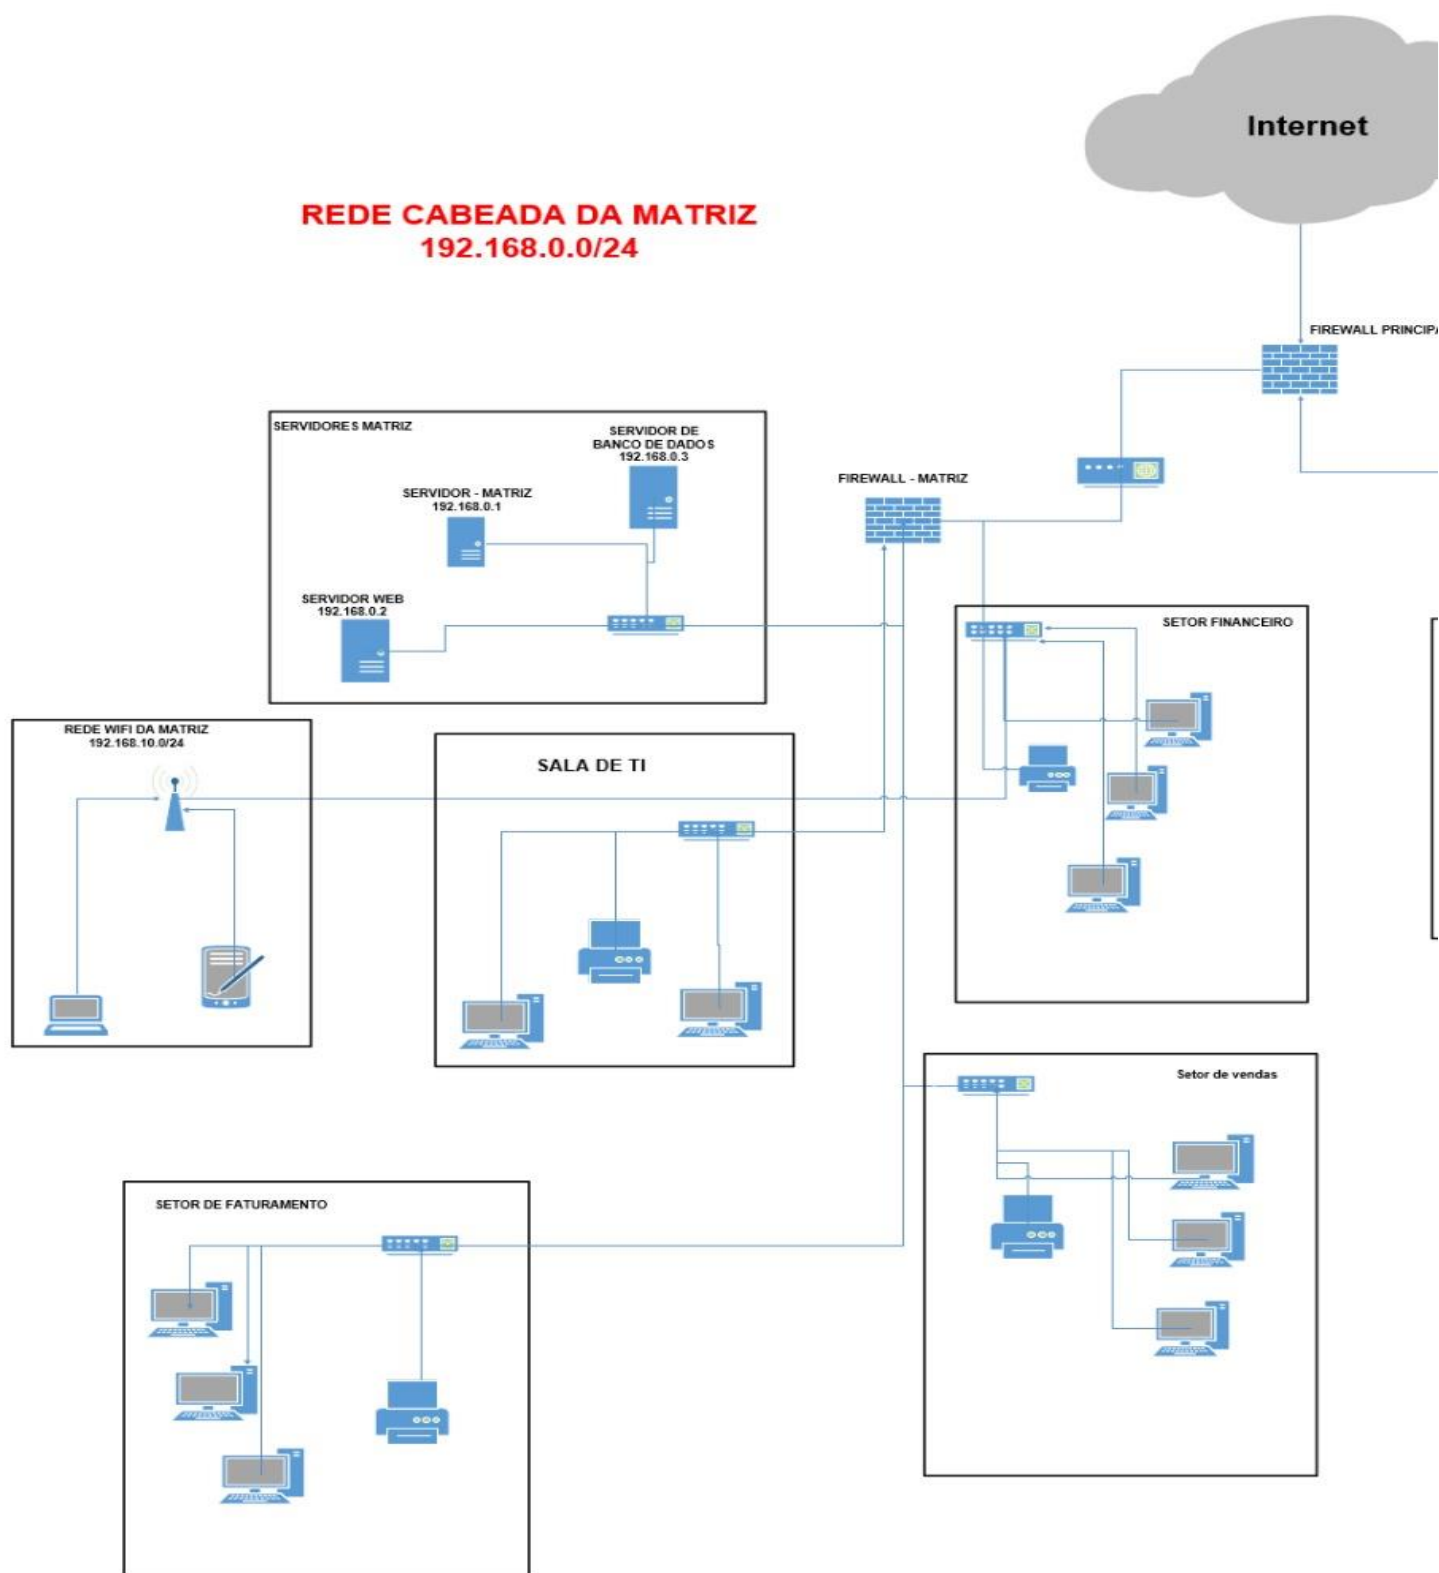 Internet
REDE CABEADA DA MATRIZ
192.168.0.0/24
FIREWALL PRINCIPA
SERVIDORES MATRIZ
SERVIDOR DE
BANCO DE DADOS
192.168.0.3
SERVIDOR - MATRIZ
192.168.0.1
SERVIDOR WEB
192.168.0.2
FIREWALL - MATRIZ
SETOR FINANCEIRO
REDE WIFI DA MATRIZ
192.168.10.0/24
SALA DE TI
Setor de vendas
SETOR DE FATURAMENTO